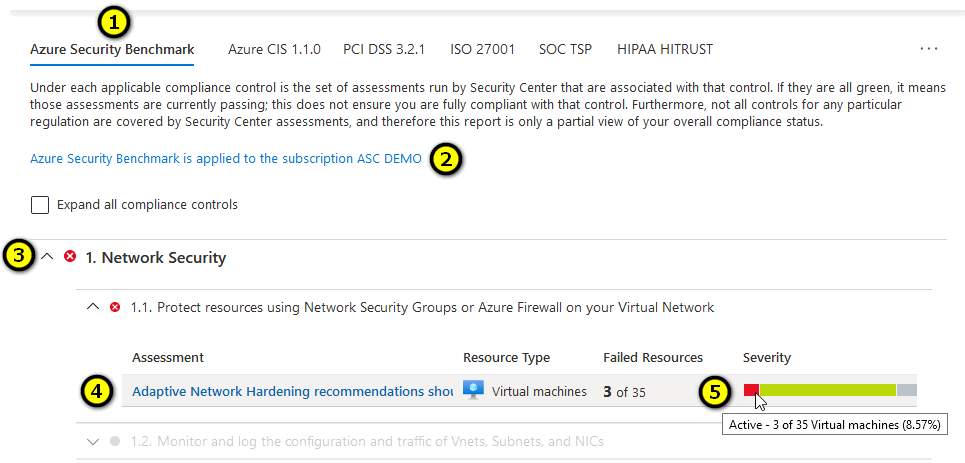 1
Azure Security Benchmark Azure CIS 1.1.0 PCI DSS 3.2.1 ISO 27001 SOC TSP HIPAA HITRUST ...
Under each applicable compliance control is the set of assessments run by Security Center that are associated with that control. If they are all green, it means
those assessments are currently passing; this does not ensure you are fully compliant with that control. Furthermore, not all controls for any particular
regulation are covered by Security Center assessments, and therefore this report is only a partial view of your overall compliance status.
Azure Security Benchmark is applied to the subscription ASC DEMO 2
Expand all compliance controls
3 1. Network Security
1.1. Protect resources using Network Security Groups or Azure Firewall on your Virtual Network
Assessment Resource Type Failed Resources Severity
4 Adaptive Network Hardening recommendations shou Virtual machines 3 of 35 5
Active - 3 of 35 Virtual machines (8.57%)
1.2. Monitor and log the configuration and traffic of Vnets, Subnets, and NICs